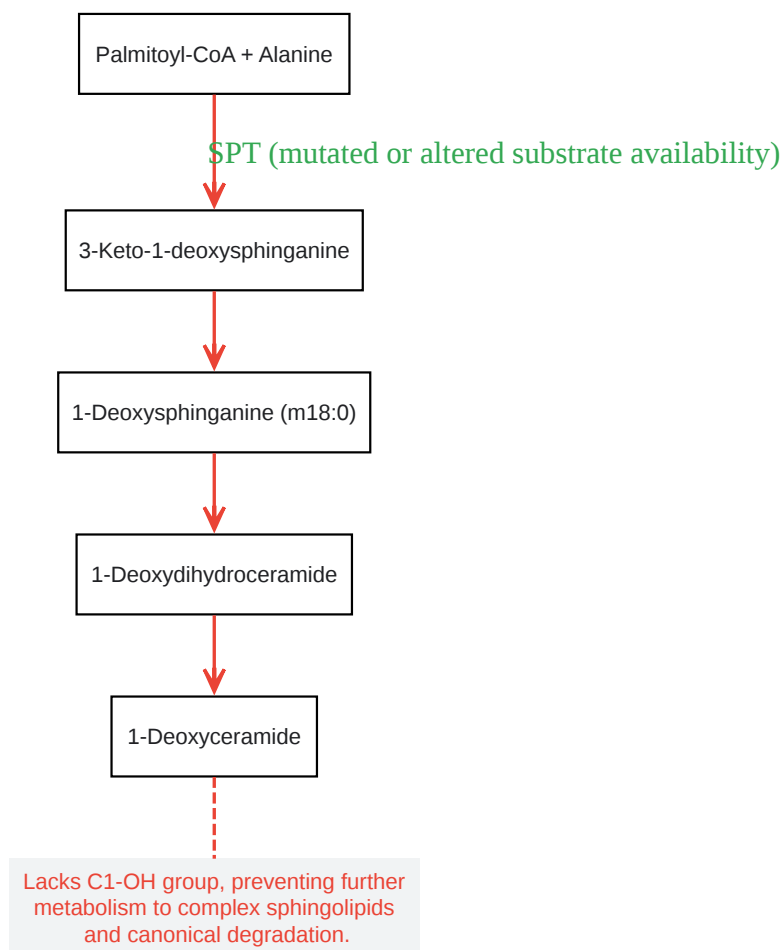 Palmitoyl-CoA + Alanine
SPT (mutated or altered substrate availability)
3-Keto-1-deoxysphinganine
1-Deoxysphinganine (m18:0)
1-Deoxydihydroceramide
1-Deoxyceramide
Lacks C1-OH group, preventing further
metabolism to complex sphingolipids
and canonical degradation.